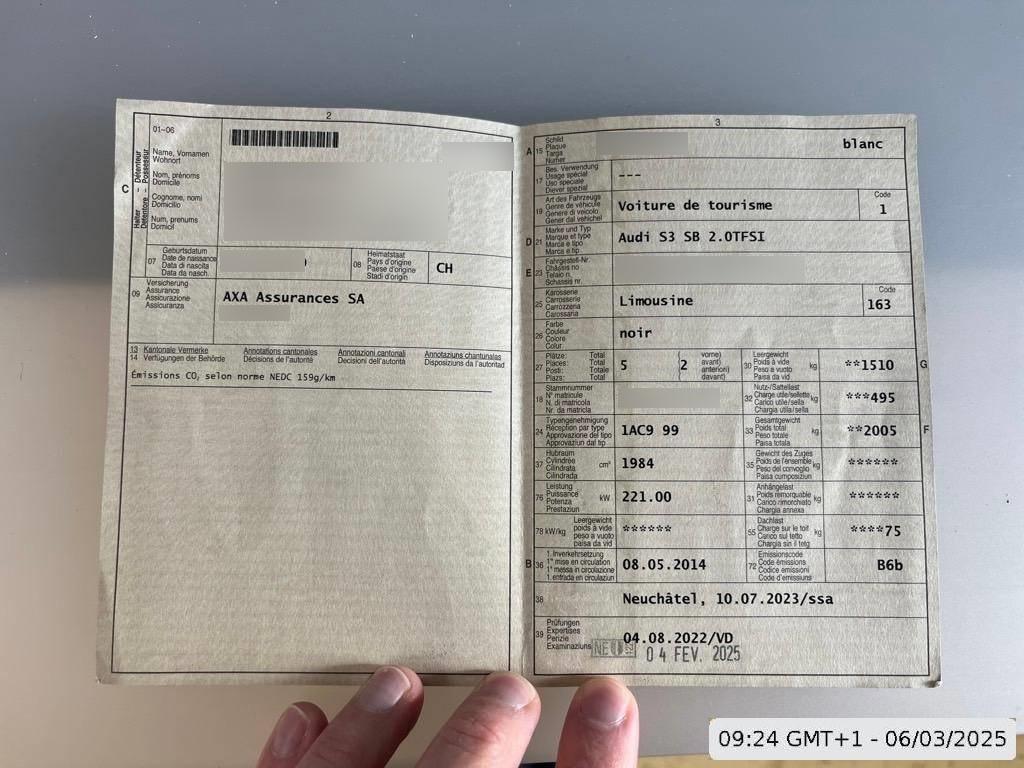 2
01-06
Name, Vornamen
Wohnort
Nom, prénoms
Domicile
Cognome, nomi
Domicilio
Num, prenums
Domicil
C
Halter - Détenteur
Detentore - Possessur
07
Geburtsdatum
Date de naissance
Data di nascita
Data da nasch.
08
Heimatstaat
Pays d'origine
Paese d'origine
Stadi d'origin
CH
09
Versicherung
Assurance
Assicurazione
Assicuranza
AXA Assurances SA
13
14
Kantonale Vermerke
Verfügungen der Behörde
Annotations cantonales
Décisions de l'autorité
Annotazioni cantonali
Decisioni dell'autorità
Annotaziuns chantunalas
Disposiziuns da l'autoritad
Émissions CO₂ selon norme NEDC 159g/km
3
A
15
Schild
Plaque
Targa
Numer
blanc
17
Bes. Verwendung
Usage spécial
Uso speciale
Diever spezial
---
19
Art des Fahrzeugs
Genre de véhicule
Genere di veicolo
Gener dal vehichel
Voiture de tourisme
Code
1
D
21
Marke und Typ
Marque et type
Marca e tipo
Marca e tip
Audi S3 SB 2.0TFSI
E
23
Fahrgestell-Nr.
Châssis no
Telaio n.
Schassis nr.
25
Karosserie
Carrosserie
Carrozzeria
Carossaria
Limousine
Code
163
26
Farbe
Couleur
Colore
Colur
noir
27
Plätze: Total
Places: Total
Posti: Totale
Plazs: Total
5
(2
vorne)
avant)
anteriori)
davant)
30
Leergewicht
Poids à vide
Peso a vuoto
Paisa da vid
kg
**1510
G
18
Stammnummer
N° matricule
N. di matricola
Nr. da matricla
32
Nutz-/Sattellast
Charge utile/sellette
Carico utile/sella
Chargia utila/sella
kg
***495
24
Typengenehmigung
Réception par type
Approvazione del tipo
Approvaziun dal tip
1AC9 99
33
Gesamtgewicht
Poids total
Peso totale
Paisa totala
kg
**2005
F
37
Hubraum
Cylindrée
Cilindrata
Cilindrada
cm³
1984
35
Gewicht des Zuges
Poids de l'ensemble
Peso del convoglio
Paisa cumposiziun
kg
******
76
Leistung
Puissance
Potenza
Prestaziun
kW
221.00
31
Anhängelast
Poids remorquable
Carico rimorchiato
Chargia annexa
kg
******
78 kW/kg
Leergewicht
poids à vide
peso a vuoto
paisa da vid
******
55
Dachlast
Charge sur le toit
Carico sul tetto
Chargia sin il tetg
kg
****75
B
36
1. Inverkehrsetzung
1re mise en circulation
1a messa in circolazione
1. entrada en circulaziun
08.05.2014
72
Emissionscode
Code émissions
Codice emissioni
Code d'emissiuns
B6b
38
Neuchâtel, 10.07.2023/ssa
39
Prüfungen
Expertises
Perizie
Examinaziuns
04.08.2022/VD
NE
04 FEV. 2025
09:24 GMT+1 - 06/03/2025